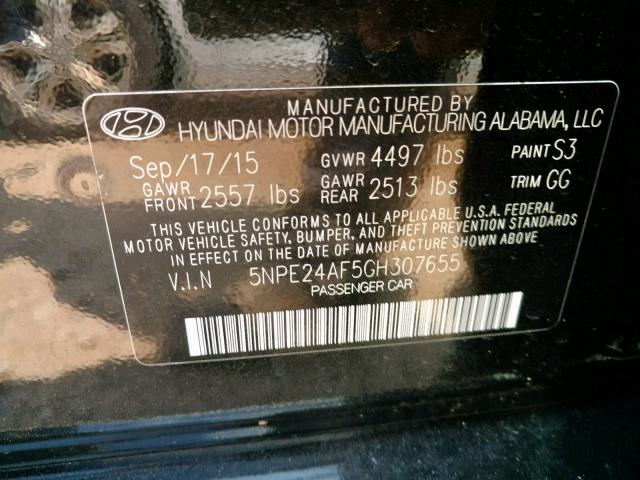 MANUFACTURED BY
HYUNDAI MOTOR MANUFACTURING ALABAMA, LLC
Sep/17/15 GVWR 4497 lbs PAINT S3
GAWR FRONT 2557 lbs GAWR REAR 2513 lbs TRIM GG
THIS VEHICLE CONFORMS TO ALL APPLICABLE U.S.A. FEDERAL
MOTOR VEHICLE SAFETY, BUMPER, AND THEFT PREVENTION STANDARDS
IN EFFECT ON THE DATE OF MANUFACTURE SHOWN ABOVE
V.I.N 5NPE24AF5GH307655
PASSENGER CAR